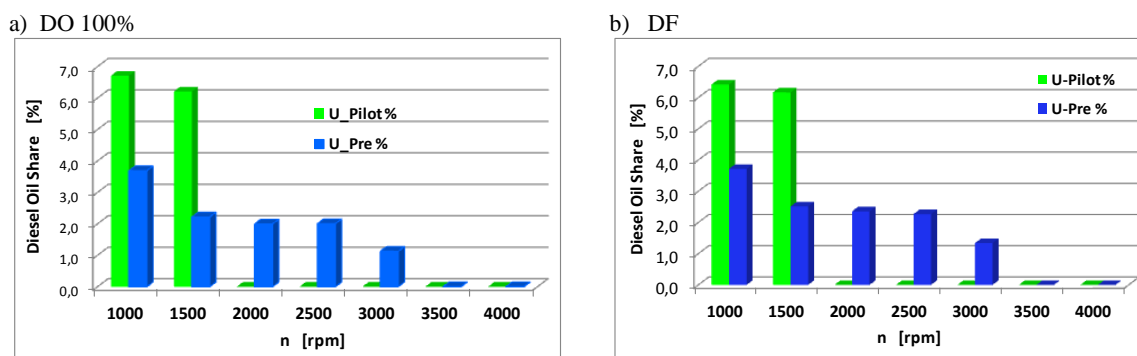 a) DO 100%
Diesel Oil Share [%]
7,0
6,0
5,0
4,0
3,0
2,0
1,0
0,0
U_Pilot %
U_Pre %
1000 1500 2000 2500 3000 3500 4000
n [rpm]
b) DF
Diesel Oil Share [%]
7,0
6,0
5,0
4,0
3,0
2,0
1,0
0,0
U-Pilot %
U-Pre %
1000 1500 2000 2500 3000 3500 4000
n [rpm]